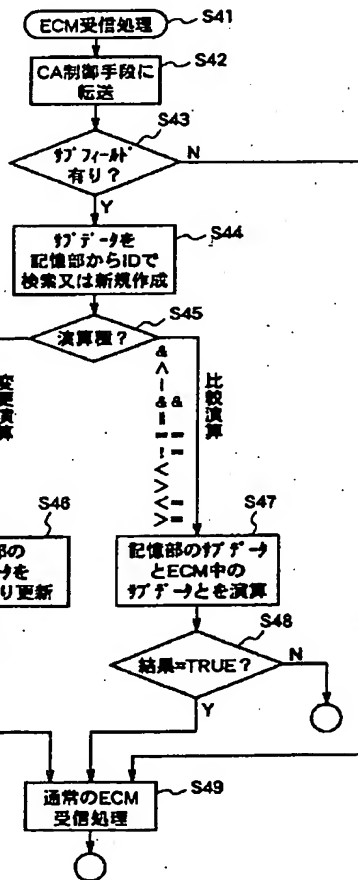 ECM受信処理
S41
S42
CA制御手段に
転送
S43
サブフィールド
有り?
N
Y
S44
サブデータを
記憶部からIDで
検索又は新規作成
S45
演算種?
変更演算
& ^ | && || == != < > <= >=
比較演算
S46
部の
タを
り更新
S47
記憶部のサブデータ
とECM中の
サブデータとを演算
S48
結果=TRUE?
N
Y
S49
通常のECM
受信処理